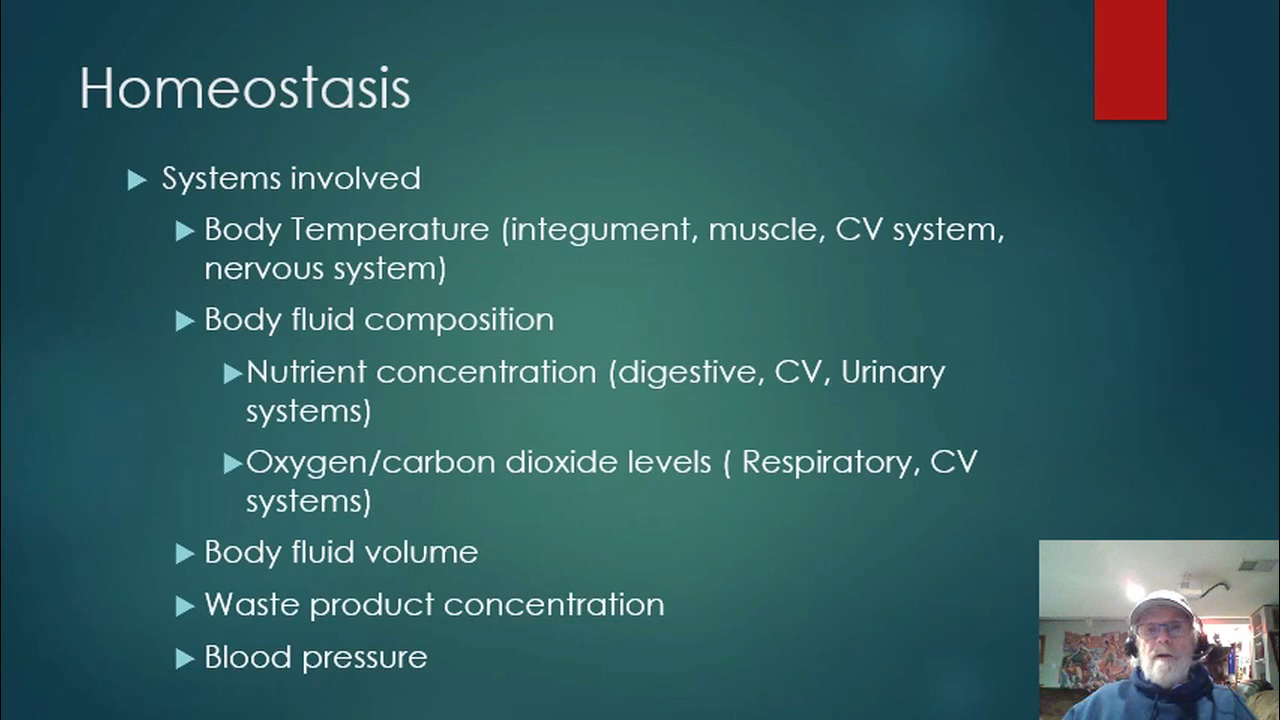 Homeostasis
Systems involved
Body Temperature (integument, muscle, CV system,
nervous system)
Body fluid composition
Nutrient concentration (digestive, CV, Urinary
systems)
Oxygen/carbon dioxide levels ( Respiratory, CV
systems)
Body fluid volume
Waste product concentration
Blood pressure